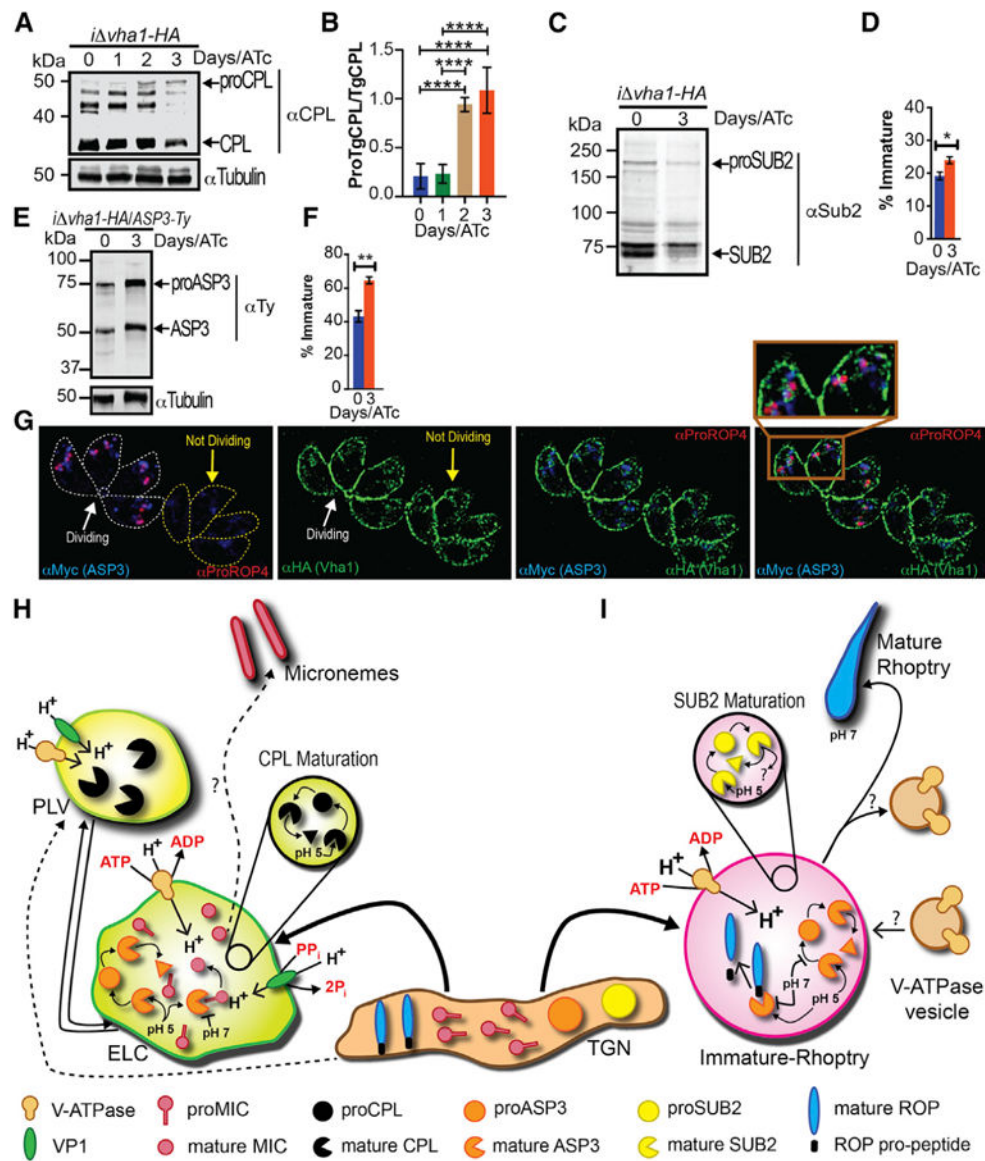 A
iΔvha1-HA
kDa 0 1 2 3 Days/ATc
50 proCPL
40
CPL
αCPL
50 αTubulin
B
**** 
****
****
****
ProTgCPL/TgCPL
1.5
1.0
0.5
0.0
0 1 2 3
Days/ATc
C
iΔvha1-HA
0 3 Days/ATc
kDa
250
150 proSUB2
100
75 SUB2
αSub2
D
% Immature
40
30
20
10
0
*
0 3
Days/ATc
E
iΔvha1-HA/ASP3-Ty
kDa 0 3 Days/ATc
100
75 proASP3
50 ASP3
37
αTy
50 αTubulin
F
% Immature
80
60
40
20
0
**
0 3
Days/ATc
G
Not Dividing
Dividing
αMyc (ASP3) αProROP4
Not Dividing
Dividing
αHA (Vha1)
αProROP4
αMyc (ASP3) αHA (Vha1)
αProROP4
αMyc (ASP3) αHA (Vha1)
H
Micronemes
H+
H+ H+
PLV
?
CPL Maturation
pH 5
ATP H+ ADP
H+
PPi H+
H+
2Pi
pH 5 pH 7
ELC
TGN
I
Mature
Rhoptry
pH 7
SUB2 Maturation
?
pH 5
?
ADP
H+
ATP
H+
?
pH 7
pH 5
V-ATPase
vesicle
Immature-Rhoptry
V-ATPase proMIC proCPL proASP3 proSUB2 mature ROP
VP1 mature MIC mature CPL mature ASP3 mature SUB2 ROP pro-peptide